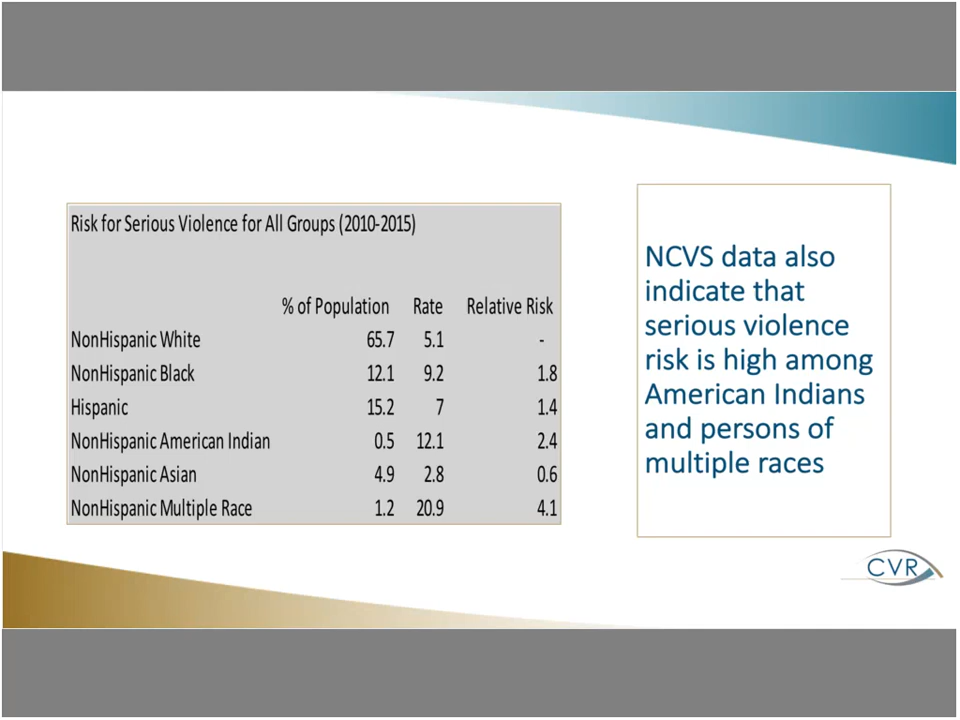 Risk for Serious Violence for All Groups (2010-2015)
% of Population Rate Relative Risk
NonHispanic White 65.7 5.1 -
NonHispanic Black 12.1 9.2 1.8
Hispanic 15.2 7 1.4
NonHispanic American Indian 0.5 12.1 2.4
NonHispanic Asian 4.9 2.8 0.6
NonHispanic Multiple Race 1.2 20.9 4.1
NCVS data also
indicate that
serious violence
risk is high among
American Indians
and persons of
multiple races
CVR